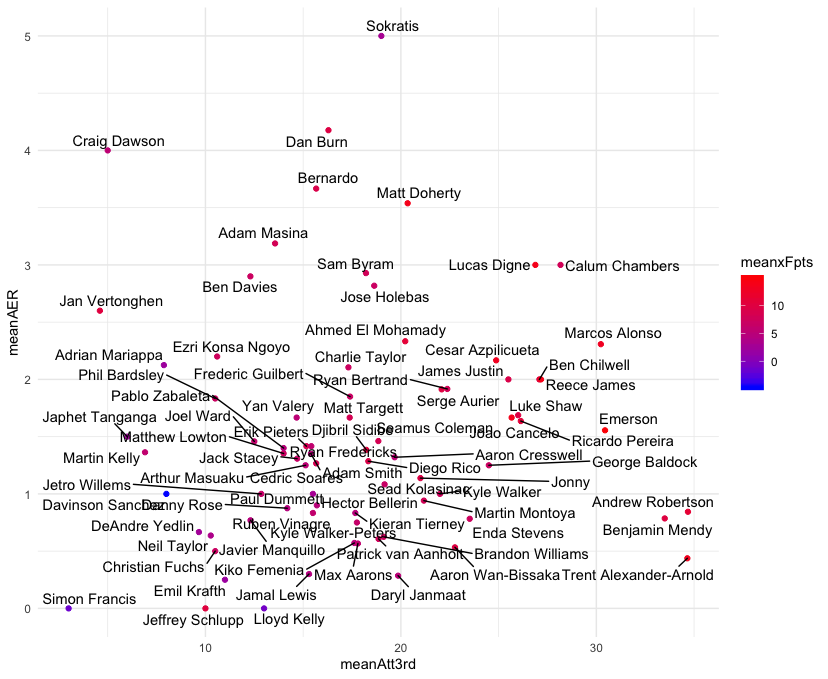 Sokratis
5
Craig Dawson
Dan Burn
4
Bernardo
Matt Doherty
Adam Masina
Sam Byram
Lucas Digne
Calum Chambers
meanxFpts
3
Ben Davies
Jose Holebas
10
5
0
Jan Vertonghen
meanAER
Ahmed El Mohamady
Marcos Alonso
Adrian Mariappa
Ezri Konsa Ngoyo
Charlie Taylor
Cesar Azpilicueta
Ben Chilwell
Phil Bardsley
Frederic Guilbert
James Justin
2
Ryan Bertrand
Reece James
Pablo Zabaleta
Yan Valery
Matt Targett
Serge Aurier
Luke Shaw
Japhet Tanganga
Joel Ward
Djibril Sidibe
Seamus Coleman
Emerson
Matthew Lowton
Erik Pieters
João Cancelo
Ricardo Pereira
Martin Kelly
Jack Stacey
Ryan Fredericks
Aaron Cresswell
George Baldock
Arthur Masuaku
Cedric Soares
Adam Smith
Diego Rico
Jonny
Jetro Willems
Sead Kolasinac
Kyle Walker
1
Davinson Sanchez
Danny Rose
Paul Dummett
Hector Bellerin
Martin Montoya
Andrew Robertson
DeAndre Yedlin
Ruben Vinagre
Kieran Tierney
Enda Stevens
Benjamin Mendy
Kyle Walker-Peters
Neil Taylor
Javier Manquillo
Patrick van Aanholt
Brandon Williams
Christian Fuchs
Kiko Femenia
Max Aarons
Aaron Wan-Bissaka
Trent Alexander-Arnold
Emil Krafth
Jamal Lewis
Daryl Janmaat
Simon Francis
0
Jeffrey Schlupp
Lloyd Kelly
10
20
30
meanAtt3rd